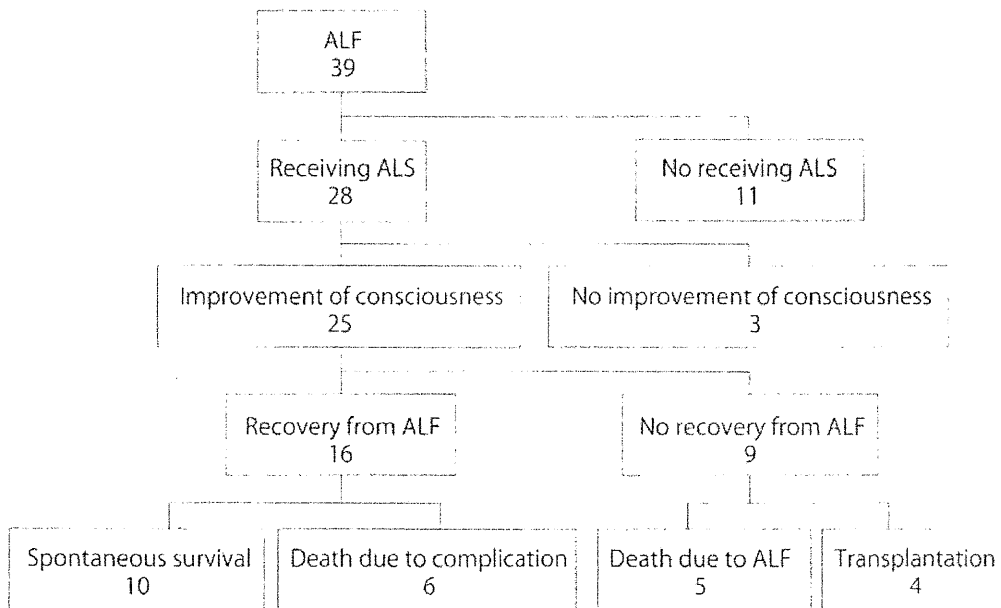 ALF
39
Receiving ALS
28
No receiving ALS
11
Improvement of consciousness
25
No improvement of consciousness
3
Recovery from ALF
16
No recovery from ALF
9
Spontaneous survival
10
Death due to complication
6
Death due to ALF
5
Transplantation
4